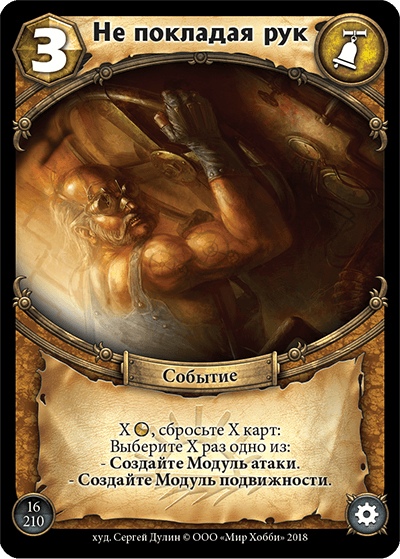 3
Не покладая рук
Событие
X , сбросьте X карт:
Выберите X раз одно из:
- Создайте Модуль атаки.
- Создайте Модуль подвижности.
16
210
худ. Сергей Дулин © ООО «Мир Хобби» 2018